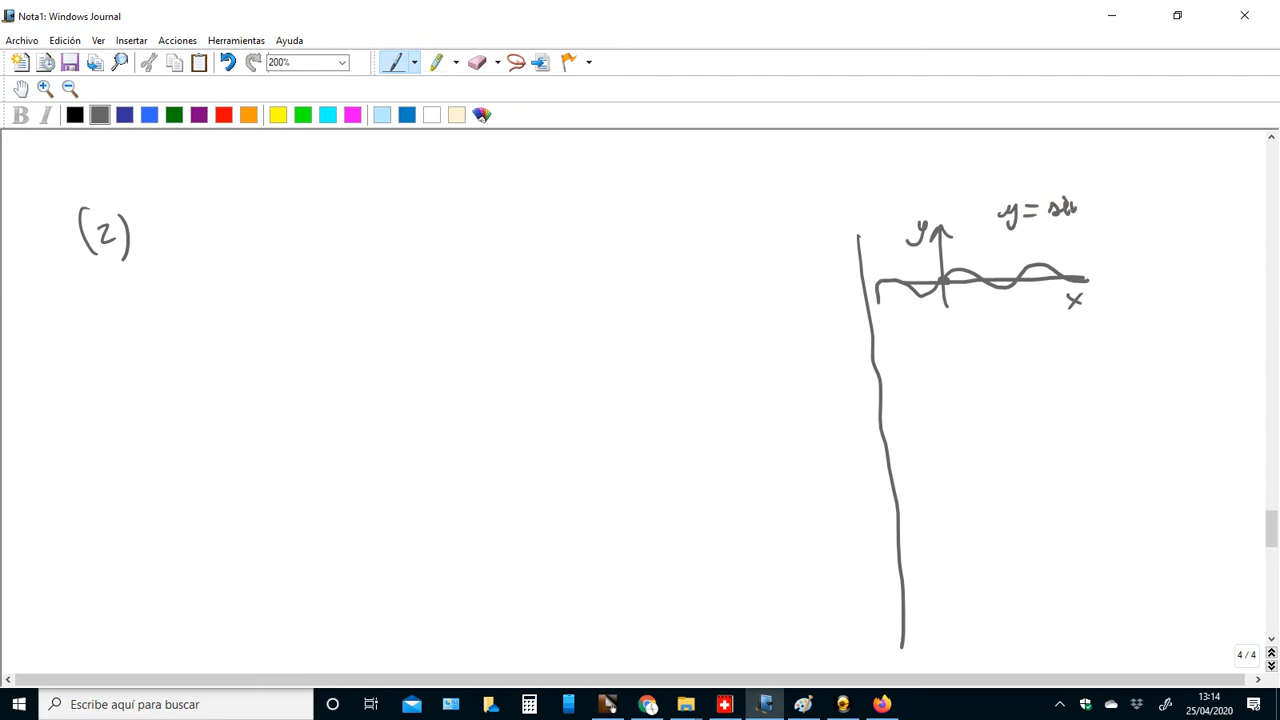 Nota1: Windows Journal
Archivo Edición Ver Insertar Acciones Herramientas Ayuda
200%
B I
(2)
y = sen
y
x
4 / 4
Escribe aquí para buscar
13:14
25/04/2020